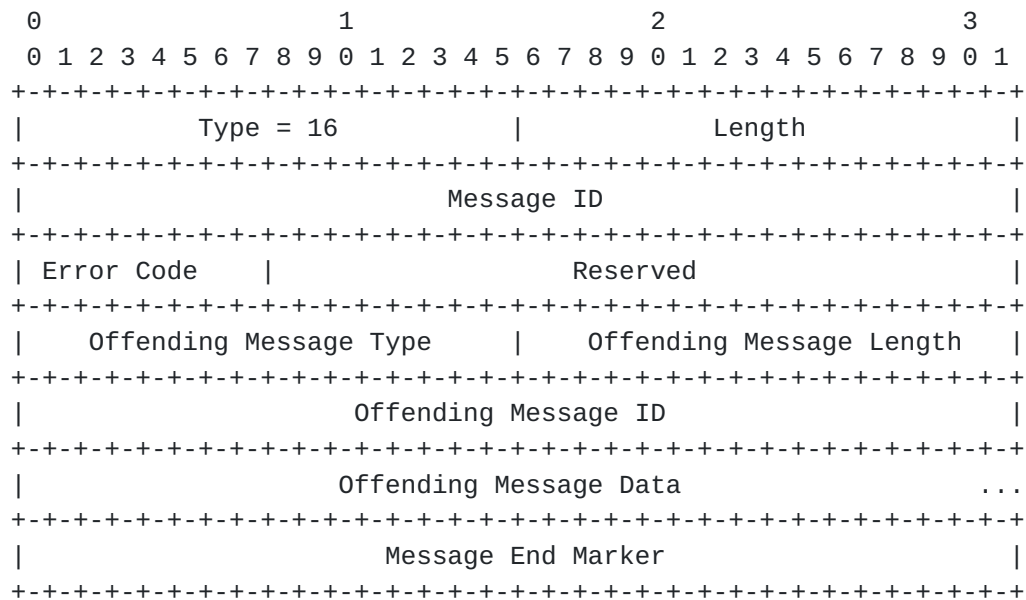 0                   1                   2                   3
 0 1 2 3 4 5 6 7 8 9 0 1 2 3 4 5 6 7 8 9 0 1 2 3 4 5 6 7 8 9 0 1
+-+-+-+-+-+-+-+-+-+-+-+-+-+-+-+-+-+-+-+-+-+-+-+-+-+-+-+-+-+-+-+-+
|           Type = 16           |            Length             |
+-+-+-+-+-+-+-+-+-+-+-+-+-+-+-+-+-+-+-+-+-+-+-+-+-+-+-+-+-+-+-+-+
|                           Message ID                          |
+-+-+-+-+-+-+-+-+-+-+-+-+-+-+-+-+-+-+-+-+-+-+-+-+-+-+-+-+-+-+-+-+
| Error Code    |                   Reserved                    |
+-+-+-+-+-+-+-+-+-+-+-+-+-+-+-+-+-+-+-+-+-+-+-+-+-+-+-+-+-+-+-+-+
|    Offending Message Type     |    Offending Message Length   |
+-+-+-+-+-+-+-+-+-+-+-+-+-+-+-+-+-+-+-+-+-+-+-+-+-+-+-+-+-+-+-+-+
|                     Offending Message ID                      |
+-+-+-+-+-+-+-+-+-+-+-+-+-+-+-+-+-+-+-+-+-+-+-+-+-+-+-+-+-+-+-+-+
|                    Offending Message Data                   ...
+-+-+-+-+-+-+-+-+-+-+-+-+-+-+-+-+-+-+-+-+-+-+-+-+-+-+-+-+-+-+-+-+
|                       Message End Marker                      |
+-+-+-+-+-+-+-+-+-+-+-+-+-+-+-+-+-+-+-+-+-+-+-+-+-+-+-+-+-+-+-+-+